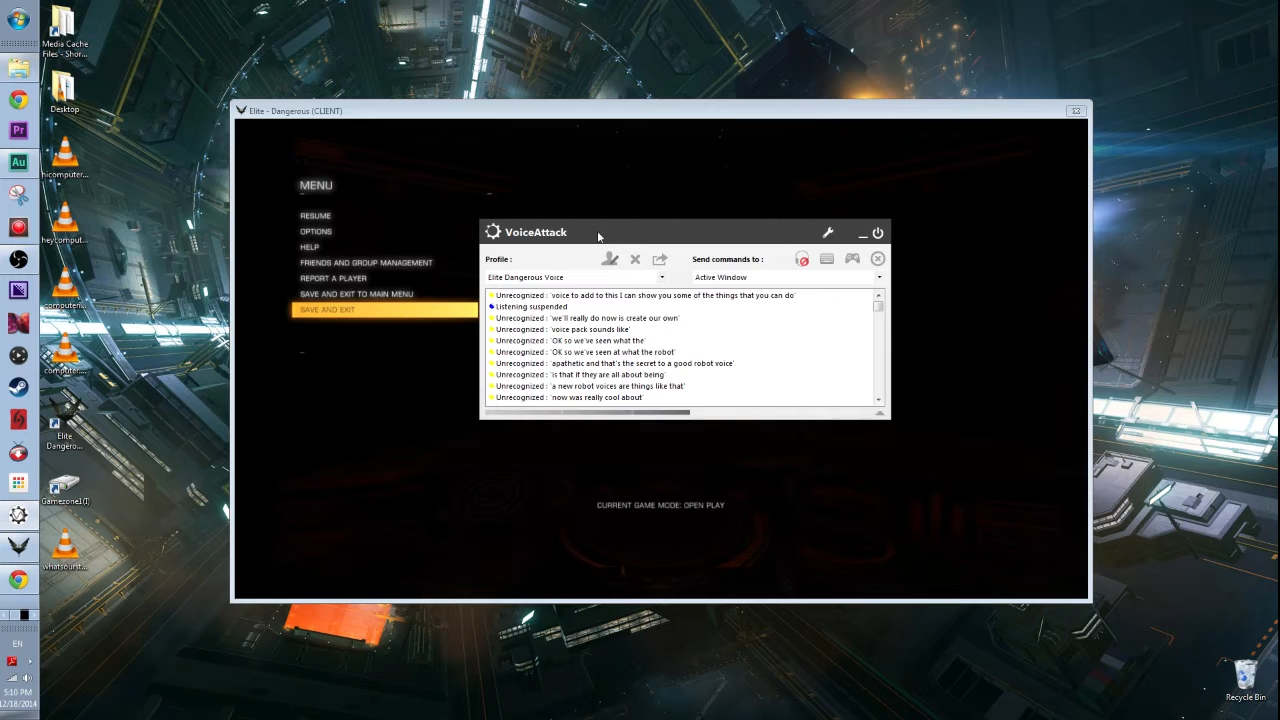 Media Cache
Files - Shor...
Desktop
Pr
Au
hicomputer...
heycomput...
computer...
computer....
Elite
Dangero...
Gamezone1(I)
whatsourst...
EN
5:10 PM
12/18/2014
Elite - Dangerous (CLIENT)
MENU
RESUME
OPTIONS
HELP
FRIENDS AND GROUP MANAGEMENT
REPORT A PLAYER
SAVE AND EXIT TO MAIN MENU
SAVE AND EXIT
VoiceAttack
Profile :
Send commands to :
Elite Dangerous Voice
Active Window
Unrecognized : 'voice to add to this I can show you some of the things that you can do'
Listening suspended
Unrecognized : 'we'll really do now is create our own'
Unrecognized : 'voice pack sounds like'
Unrecognized : 'OK so we've seen what the'
Unrecognized : 'OK so we've seen at what the robot'
Unrecognized : 'apathetic and that's the secret to a good robot voice'
Unrecognized : 'is that if they are all about being'
Unrecognized : 'a new robot voices are things like that'
Unrecognized : 'now was really cool about'
CURRENT GAME MODE: OPEN PLAY
Recycle Bin